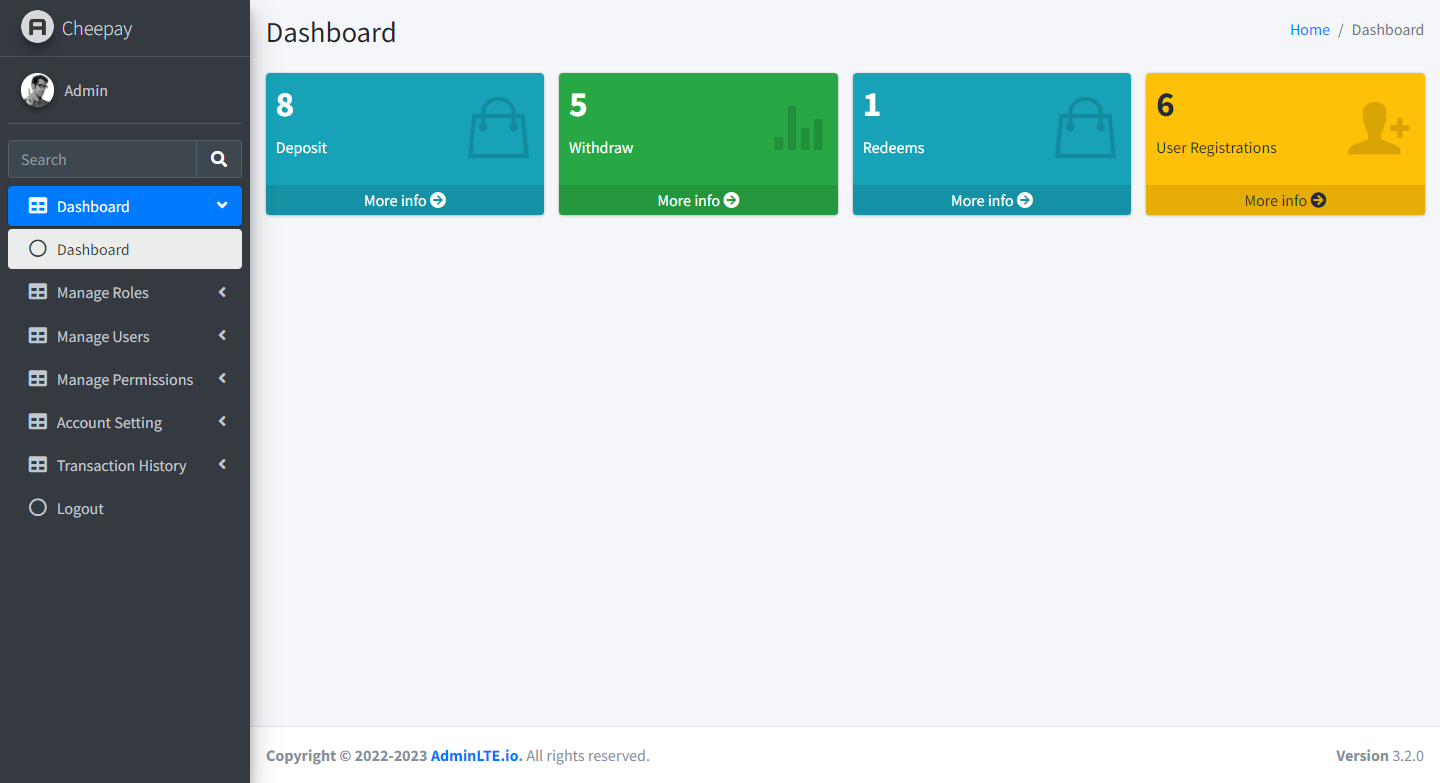 Cheepay
Admin
Search
Dashboard
Dashboard
Manage Roles
Manage Users
Manage Permissions
Account Setting
Transaction History
Logout
Dashboard
Home / Dashboard
8
Deposit
More info
5
Withdraw
More info
1
Redeems
More info
6
User Registrations
More info
Copyright © 2022-2023 AdminLTE.io. All rights reserved.
Version 3.2.0